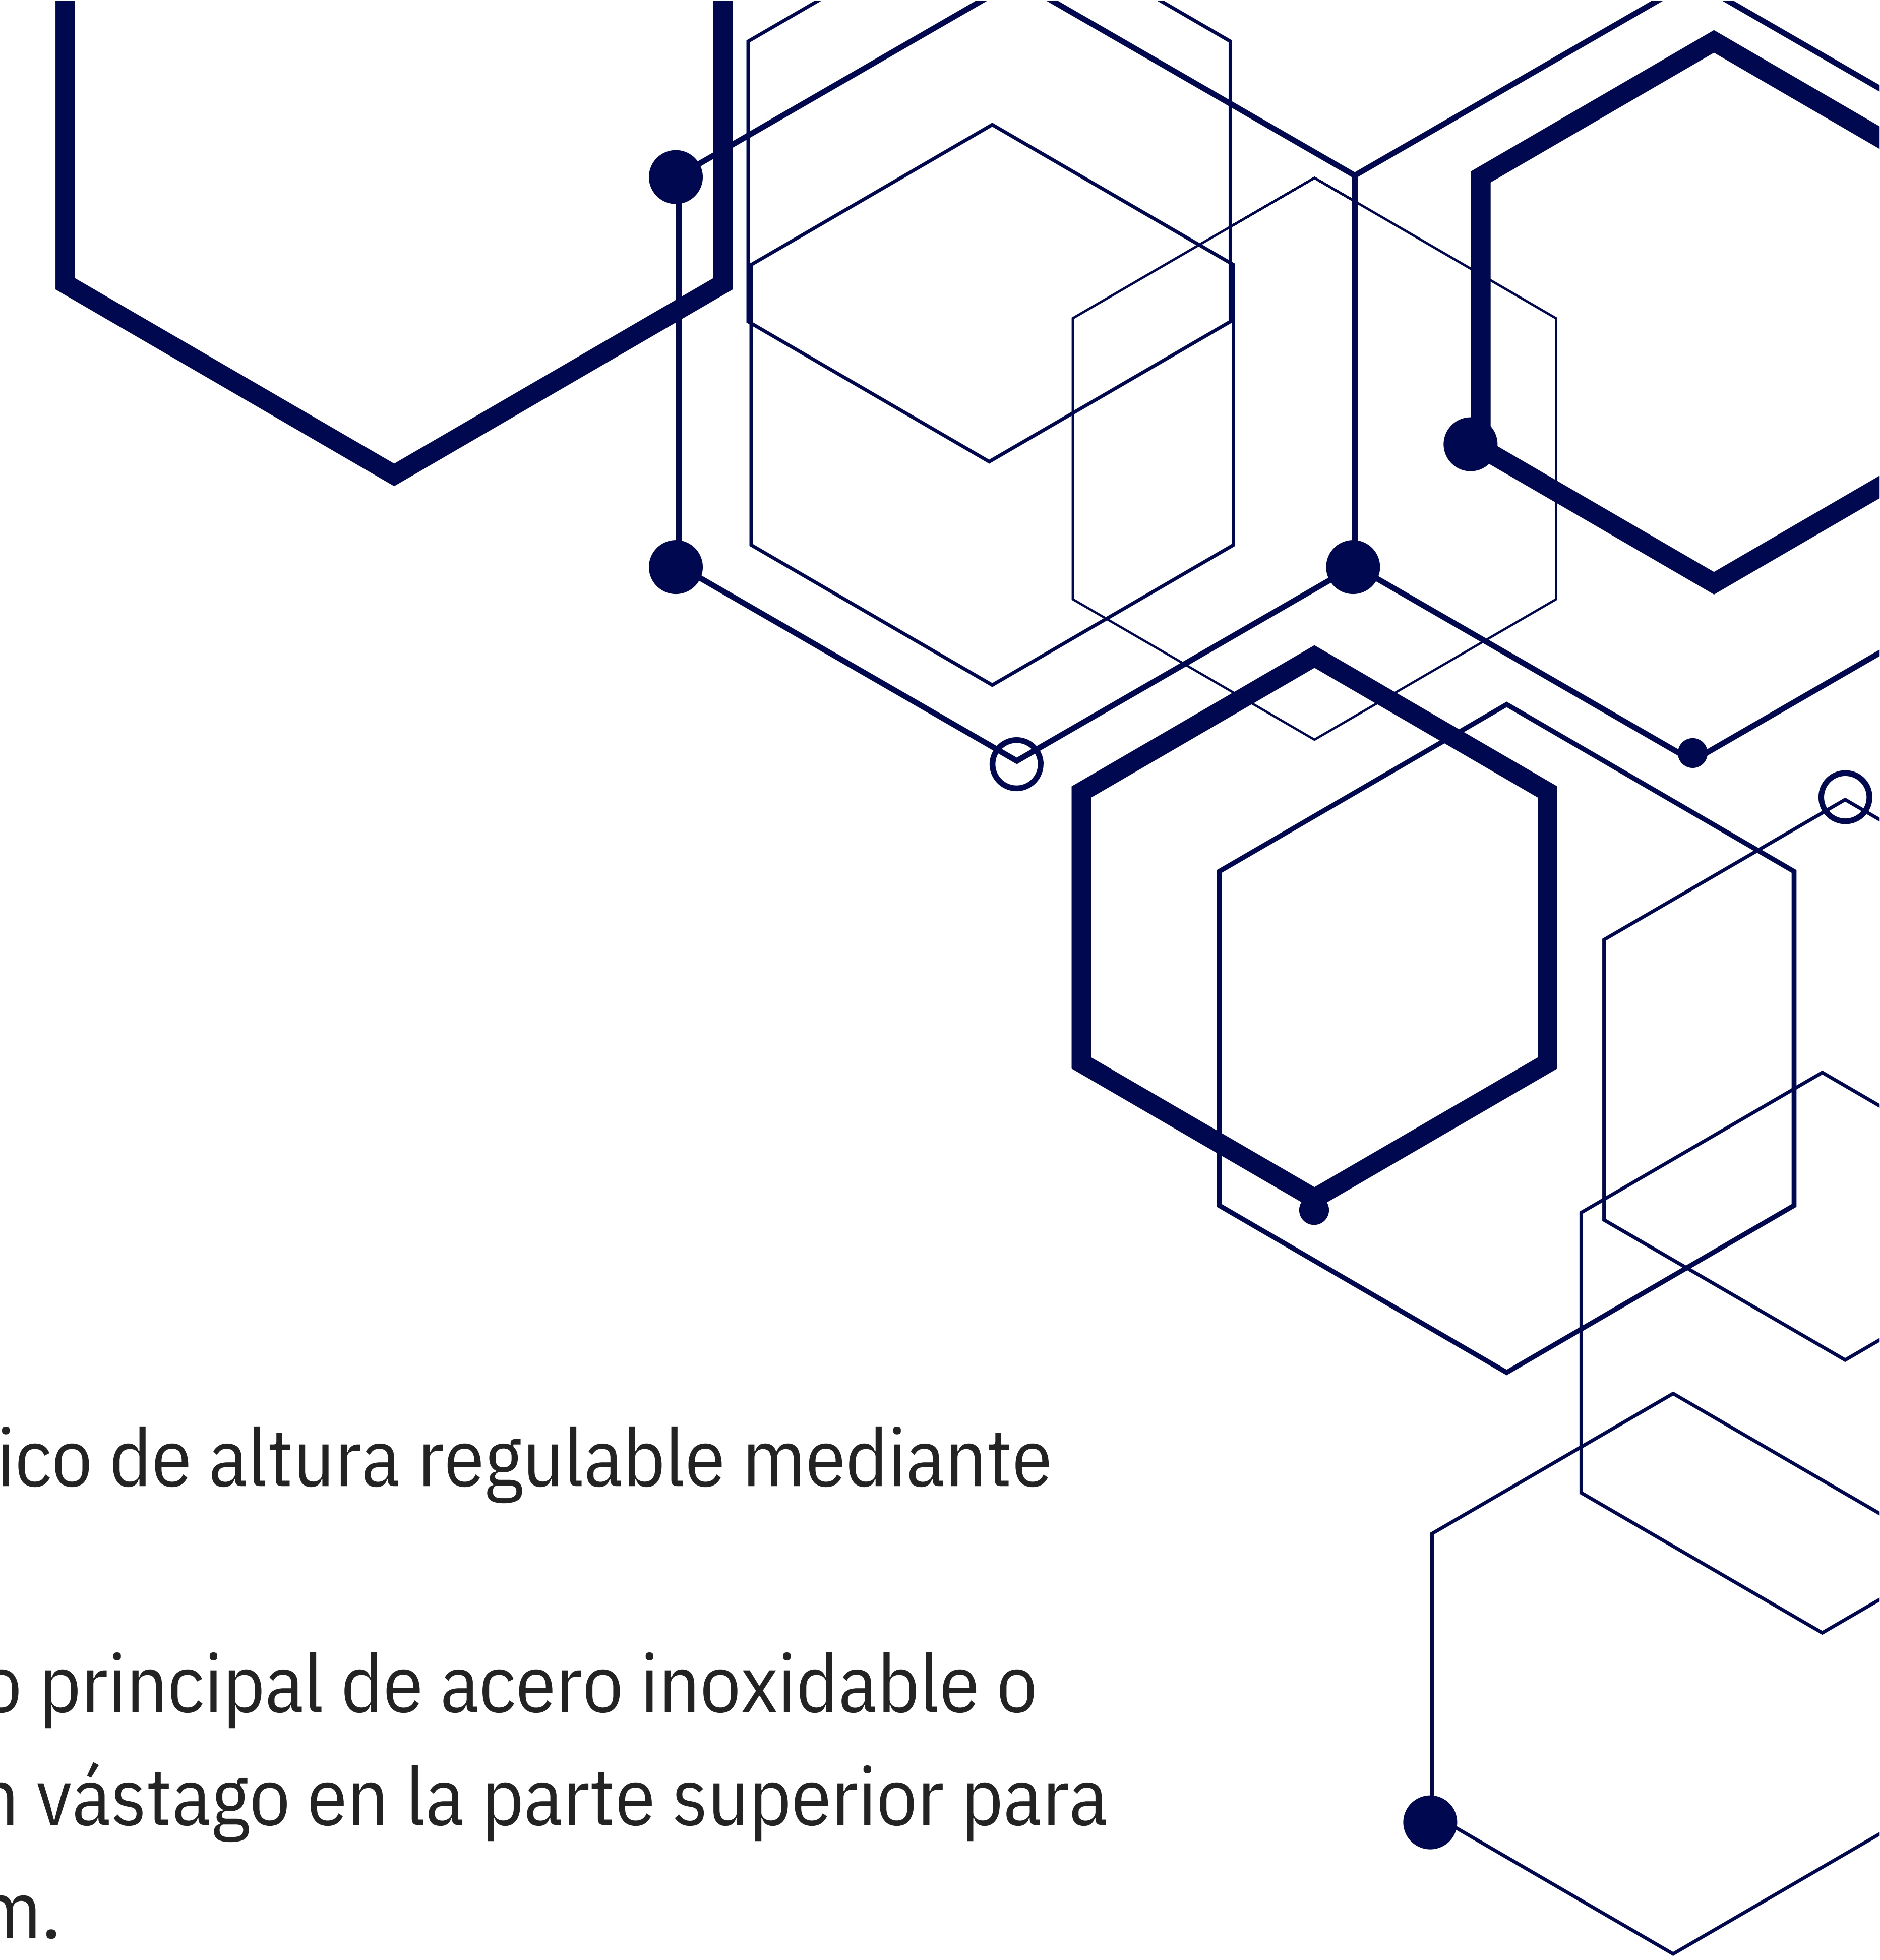 ico de altura regulable mediante
o principal de acero inoxidable o
n vástago en la parte superior para
m.